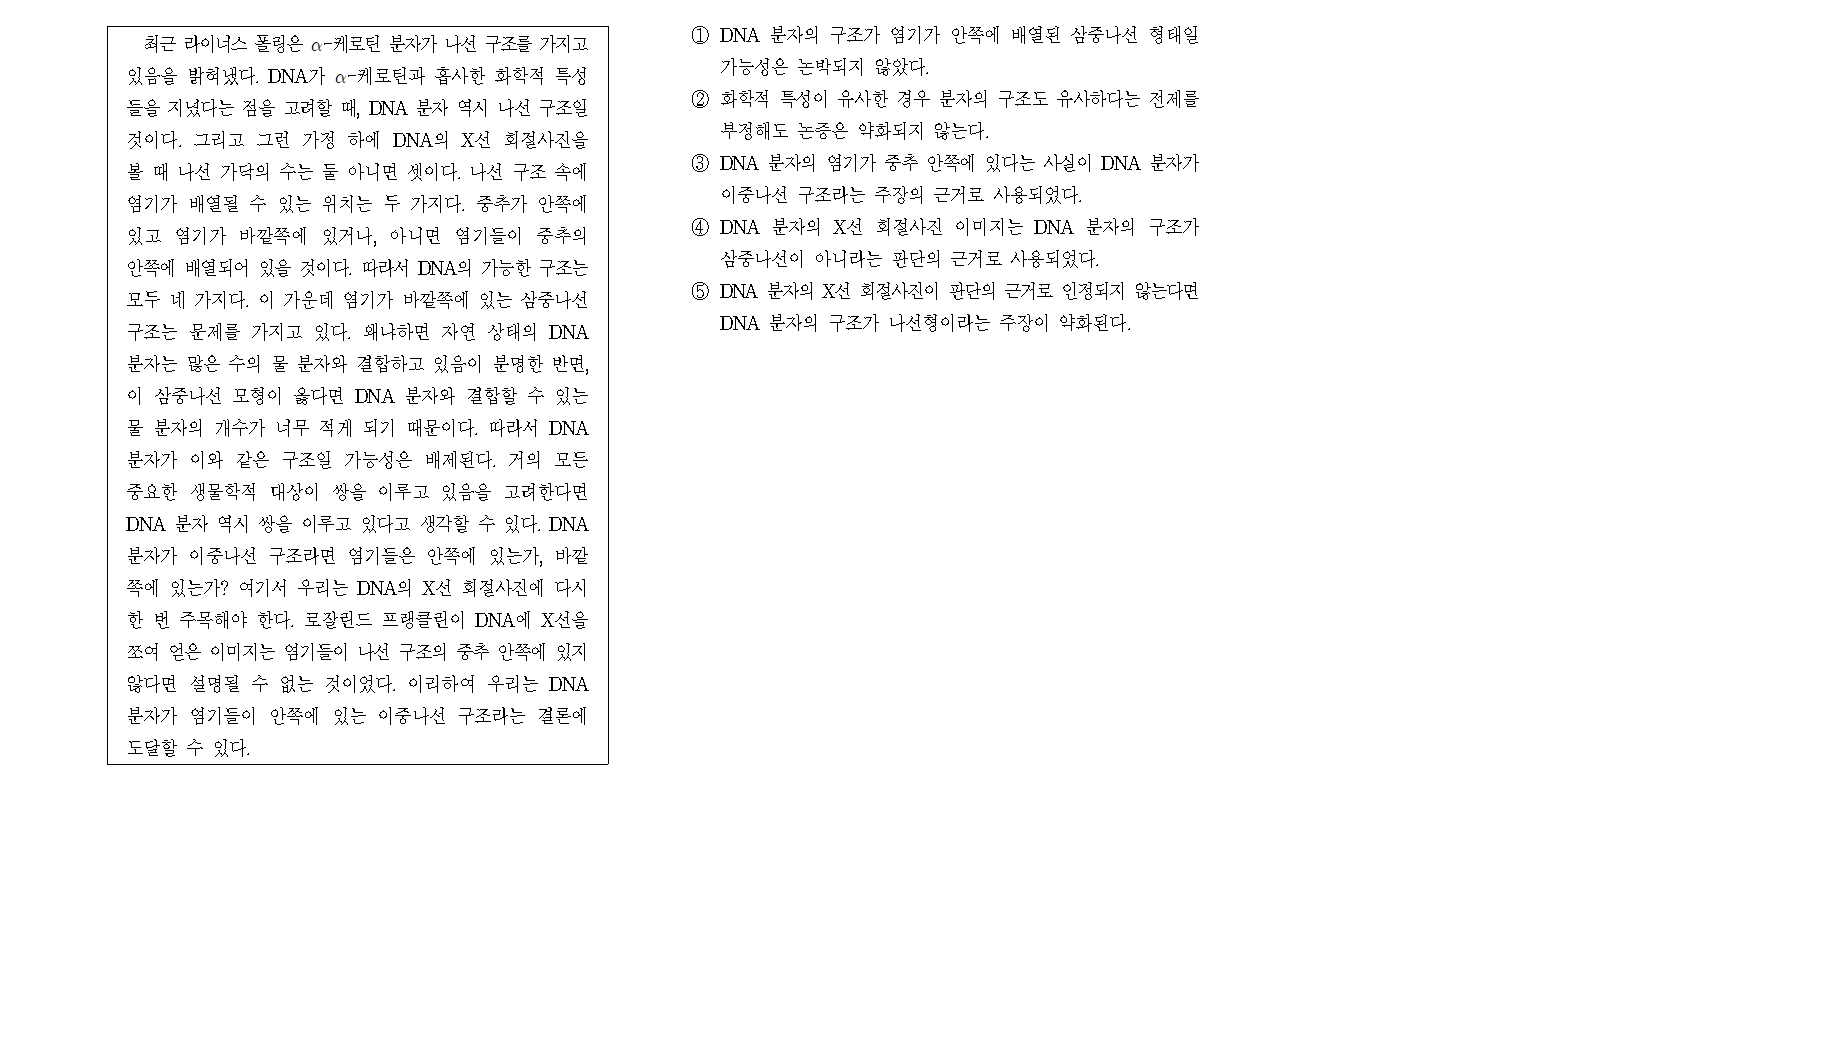 최근 라이너스 폴링은 α-케로틴 분자가 나선 구조를 가지고
있음을 밝혀냈다. DNA가 α-케로틴과 흡사한 화학적 특성
들을 지녔다는 점을 고려할 때, DNA 분자 역시 나선 구조일
것이다. 그리고 그런 가정 하에 DNA의 X선 회절사진을
볼 때 나선 가닥의 수는 둘 아니면 셋이다. 나선 구조 속에
염기가 배열될 수 있는 위치는 두 가지다. 중추가 안쪽에
있고 염기가 바깥쪽에 있거나, 아니면 염기들이 중추의
안쪽에 배열되어 있을 것이다. 따라서 DNA의 가능한 구조는
모두 네 가지다. 이 가운데 염기가 바깥쪽에 있는 삼중나선
구조는 문제를 가지고 있다. 왜냐하면 자연 상태의 DNA
분자는 많은 수의 물 분자와 결합하고 있음이 분명한 반면,
이 삼중나선 모형이 옳다면 DNA 분자와 결합할 수 있는
물 분자의 개수가 너무 적게 되기 때문이다. 따라서 DNA
분자가 이와 같은 구조일 가능성은 배제된다. 거의 모든
중요한 생물학적 대상이 쌍을 이루고 있음을 고려한다면
DNA 분자 역시 쌍을 이루고 있다고 생각할 수 있다. DNA
분자가 이중나선 구조라면 염기들은 안쪽에 있는가, 바깥
쪽에 있는가? 여기서 우리는 DNA의 X선 회절사진에 다시
한 번 주목해야 한다. 로잘린드 프랭클린이 DNA에 X선을
쪼여 얻은 이미지는 염기들이 나선 구조의 중추 안쪽에 있지
않다면 설명될 수 없는 것이었다. 이리하여 우리는 DNA
분자가 염기들이 안쪽에 있는 이중나선 구조라는 결론에
도달할 수 있다.
① DNA 분자의 구조가 염기가 안쪽에 배열된 삼중나선 형태일
가능성은 논박되지 않았다.
② 화학적 특성이 유사한 경우 분자의 구조도 유사하다는 전제를
부정해도 논증은 약화되지 않는다.
③ DNA 분자의 염기가 중추 안쪽에 있다는 사실이 DNA 분자가
이중나선 구조라는 주장의 근거로 사용되었다.
④ DNA 분자의 X선 회절사진 이미지는 DNA 분자의 구조가
삼중나선이 아니라는 판단의 근거로 사용되었다.
⑤ DNA 분자의 X선 회절사진이 판단의 근거로 인정되지 않는다면
DNA 분자의 구조가 나선형이라는 주장이 약화된다.